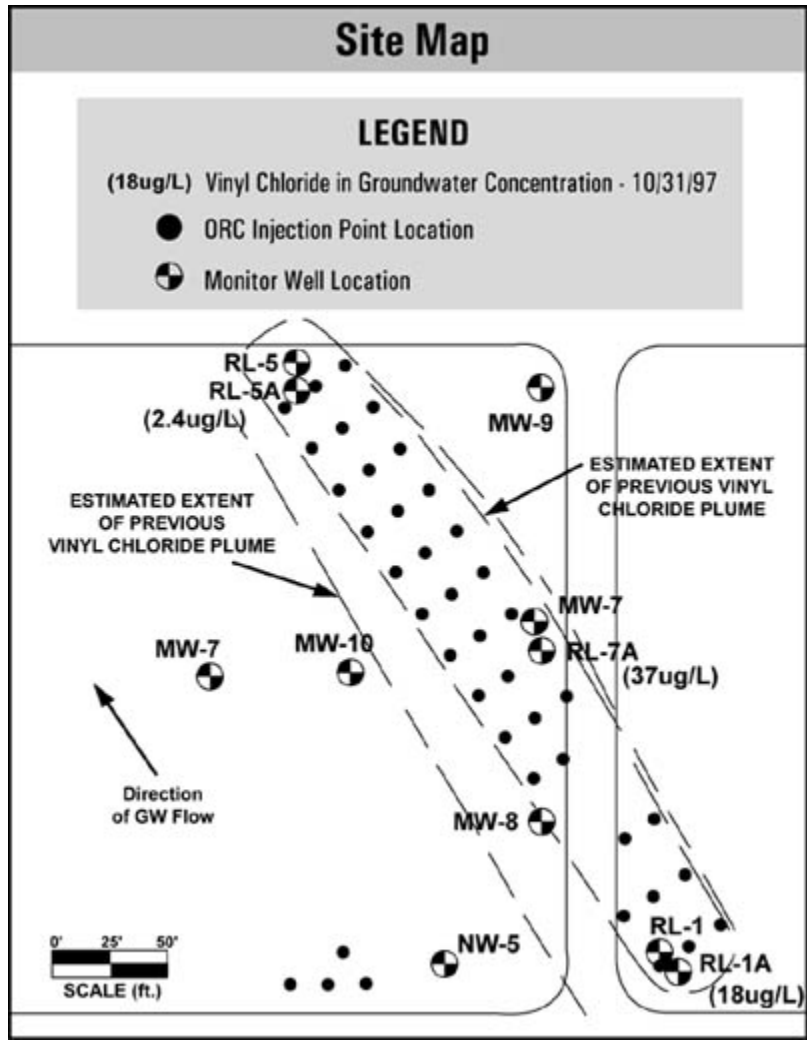 Site Map
LEGEND
(18ug/L) Vinyl Chloride in Groundwater Concentration - 10/31/97
ORC Injection Point Location
Monitor Well Location
RL-5
RL-5A
(2.4ug/L)
MW-9
ESTIMATED EXTENT
OF PREVIOUS VINYL
CHLORIDE PLUME
ESTIMATED EXTENT
OF PREVIOUS
VINYL CHLORIDE PLUME
MW-7
RL-7A
(37ug/L)
MW-7
MW-10
Direction
of GW Flow
MW-8
0' 25' 50'
SCALE (ft.)
NW-5
RL-1
RL-1A
(18ug/L)